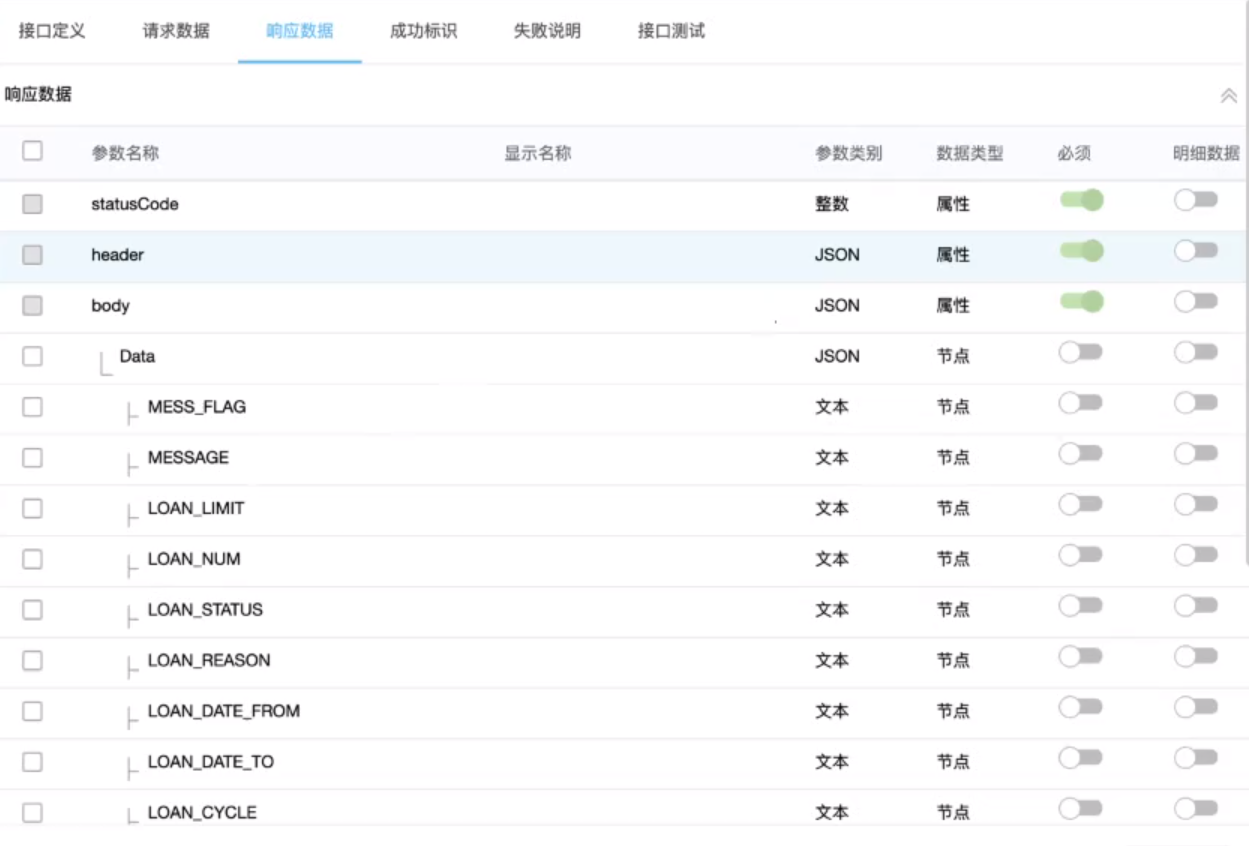 接口定义 请求数据 响应数据 成功标识 失败说明 接口测试
响应数据
参数名称 显示名称 参数类别 数据类型 必须 明细数据
statusCode 整数 属性
header JSON 属性
body JSON 属性
Data JSON 节点
MESS_FLAG 文本 节点
MESSAGE 文本 节点
LOAN_LIMIT 文本 节点
LOAN_NUM 文本 节点
LOAN_STATUS 文本 节点
LOAN_REASON 文本 节点
LOAN_DATE_FROM 文本 节点
LOAN_DATE_TO 文本 节点
LOAN_CYCLE 文本 节点